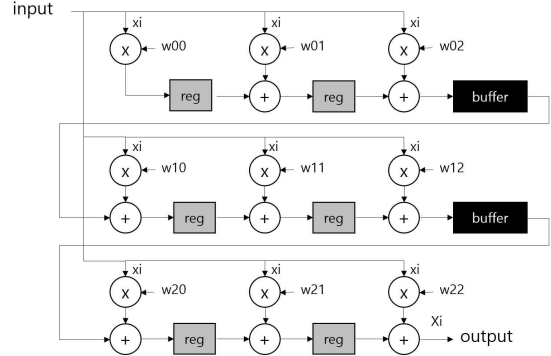 input
xi xi xi
x w00 x w01 x w02
reg + reg + buffer
xi xi xi
x w10 x w11 x w12
+ reg + reg + buffer
xi xi xi
x w20 x w21 x w22
Xi
+ reg + reg + output